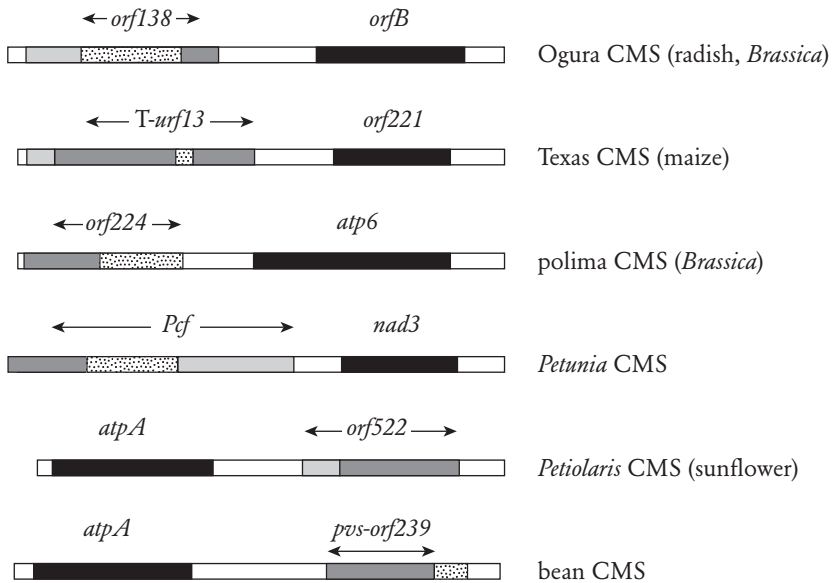 orf138 orfB
Ogura CMS (radish, Brassica)
T-urf13 orf221
Texas CMS (maize)
orf224 atp6
polima CMS (Brassica)
Pcf nad3
Petunia CMS
atpA orf522
Petiolaris CMS (sunflower)
atpA pvs-orf239
bean CMS